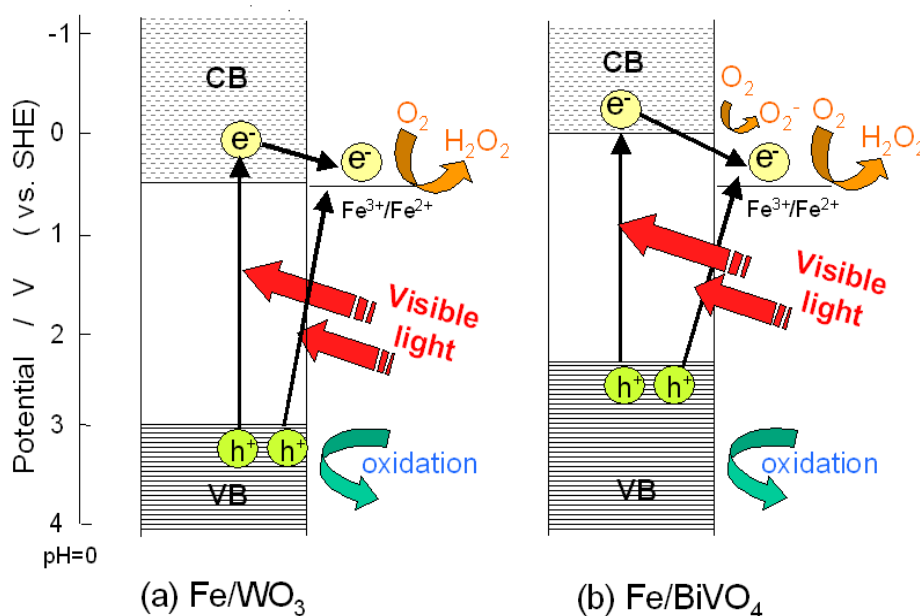 Potential / V (vs. SHE)
-1
0
1
2
3
4
pH=0
CB
e⁻
e⁻
O₂
H₂O₂
Fe³⁺/Fe²⁺
Visible
light
h⁺
h⁺
VB
oxidation
(a) Fe/WO₃
CB
e⁻
e⁻
O₂
O₂⁻
O₂
H₂O₂
Fe³⁺/Fe²⁺
Visible
light
h⁺
h⁺
VB
oxidation
(b) Fe/BiVO₄